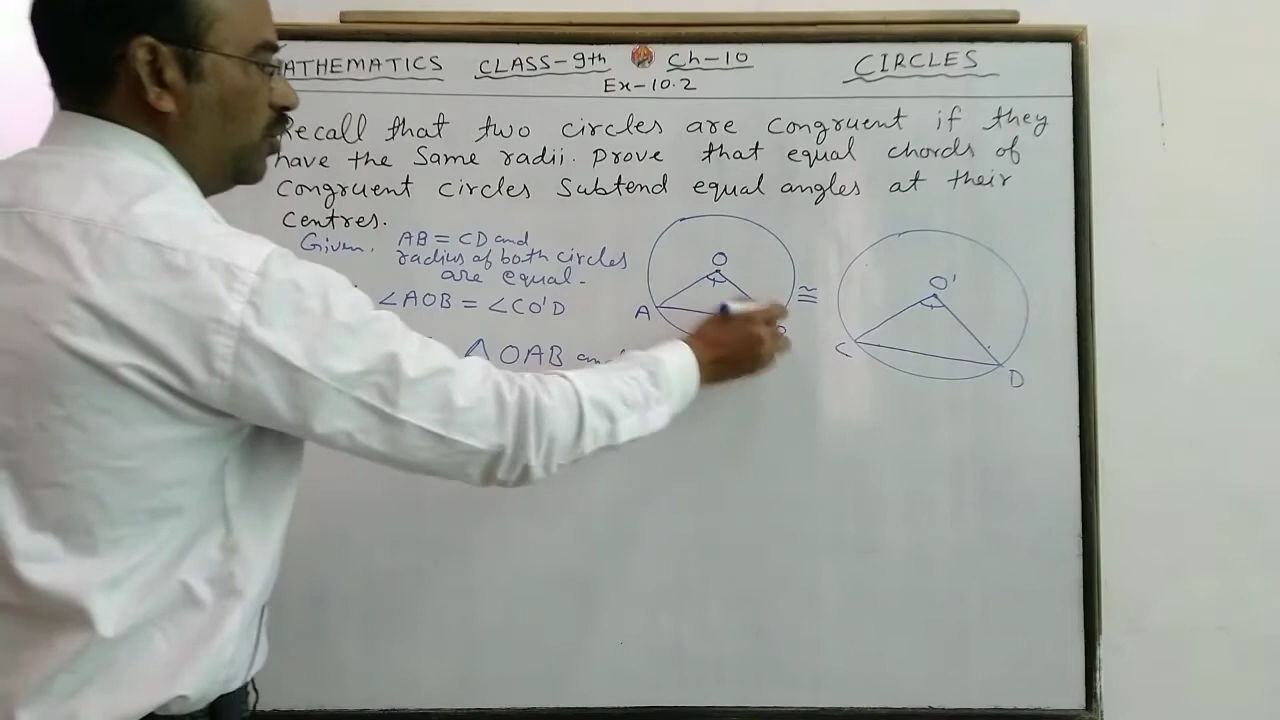 ATHEMATICS CLASS-9th Ch-10 CIRCLES
Ex-10.2
Recall that two circles are congruent if they
have the Same radii. Prove that equal chords of
Congruent circles Subtend equal angles at their
Centres.
Given. AB = CD and
radius of both circles
are equal.
∠AOB = ∠CO'D
△OAB and
O
A
≅
O'
C
D